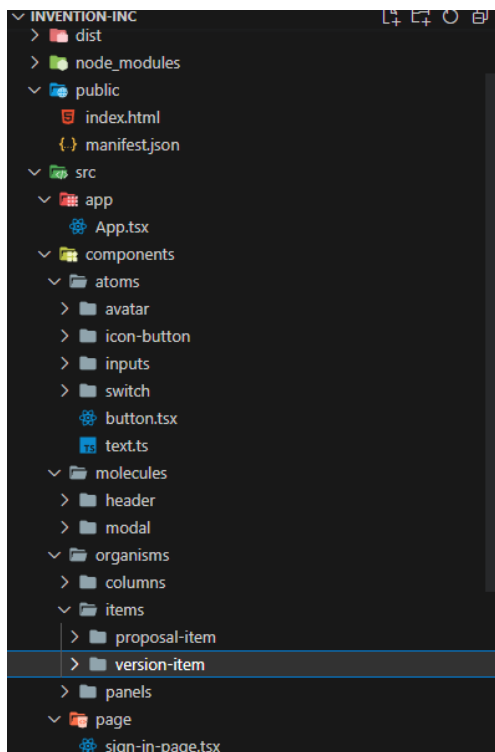 INVENTION-INC
dist
node_modules
public
index.html
manifest.json
src
app
App.tsx
components
atoms
avatar
icon-button
inputs
switch
button.tsx
TS text.ts
molecules
header
modal
organisms
columns
items
proposal-item
version-item
panels
page
sign-in-page.tsx